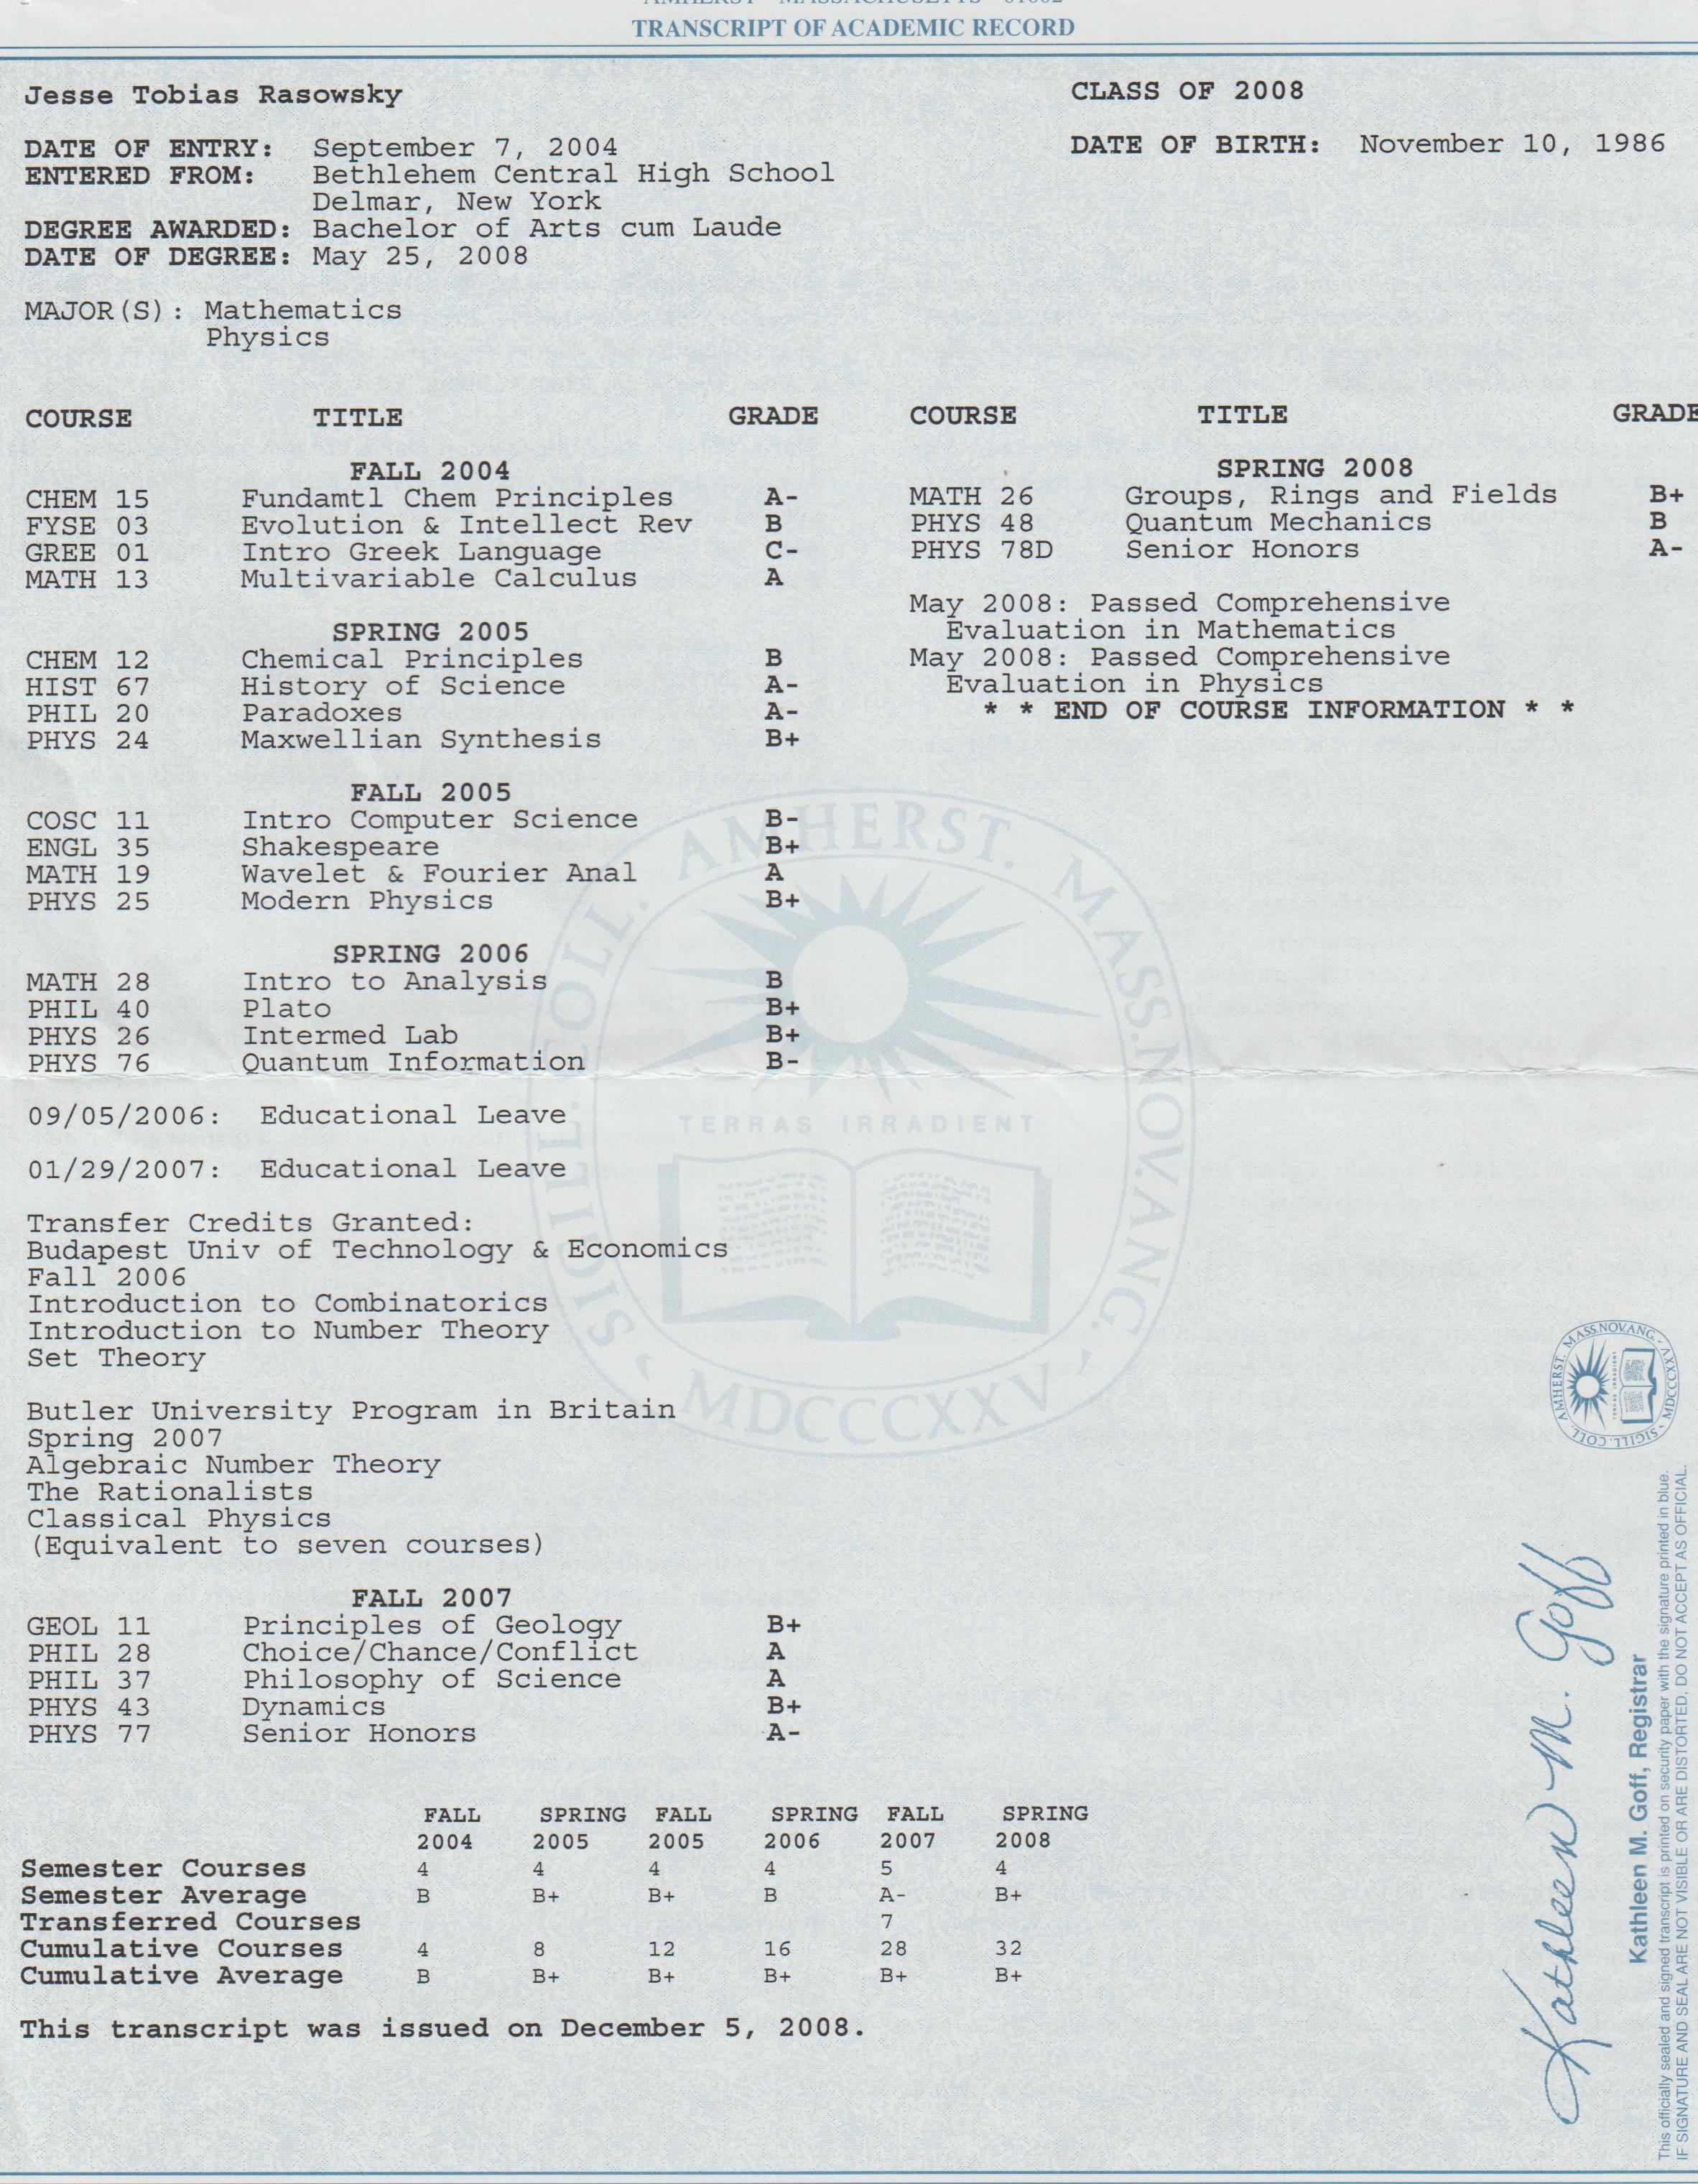 AMHERST MASSACHUSETTS 01002
TRANSCRIPT OF ACADEMIC RECORD
Jesse Tobias Rasowsky
CLASS OF 2008
DATE OF ENTRY: September 7, 2004
DATE OF BIRTH: November 10, 1986
ENTERED FROM: Bethlehem Central High School
Delmar, New York
DEGREE AWARDED: Bachelor of Arts cum Laude
DATE OF DEGREE: May 25, 2008
MAJOR(S): Mathematics
Physics
COURSE TITLE GRADE
FALL 2004
CHEM 15 Fundamtl Chem Principles A-
FYSE 03 Evolution & Intellect Rev B
GREE 01 Intro Greek Language C-
MATH 13 Multivariable Calculus A
SPRING 2005
CHEM 12 Chemical Principles B
HIST 67 History of Science A-
PHIL 20 Paradoxes A-
PHYS 24 Maxwellian Synthesis B+
FALL 2005
COSC 11 Intro Computer Science B-
ENGL 35 Shakespeare B+
MATH 19 Wavelet & Fourier Anal A
PHYS 25 Modern Physics B+
SPRING 2006
MATH 28 Intro to Analysis B
PHIL 40 Plato B+
PHYS 26 Intermed Lab B+
PHYS 76 Quantum Information B-
09/05/2006: Educational Leave
01/29/2007: Educational Leave
Transfer Credits Granted:
Budapest Univ of Technology & Economics
Fall 2006
Introduction to Combinatorics
Introduction to Number Theory
Set Theory
Butler University Program in Britain
Spring 2007
Algebraic Number Theory
The Rationalists
Classical Physics
(Equivalent to seven courses)
FALL 2007
GEOL 11 Principles of Geology B+
PHIL 28 Choice/Chance/Conflict A
PHIL 37 Philosophy of Science A
PHYS 43 Dynamics B+
PHYS 77 Senior Honors A-
COURSE TITLE GRADE
SPRING 2008
MATH 26 Groups, Rings and Fields B+
PHYS 48 Quantum Mechanics B
PHYS 78D Senior Honors A-
May 2008: Passed Comprehensive
Evaluation in Mathematics
May 2008: Passed Comprehensive
Evaluation in Physics
* * END OF COURSE INFORMATION * *
FALL SPRING FALL SPRING FALL SPRING
2004 2005 2005 2006 2007 2008
Semester Courses 4 4 4 4 5 4
Semester Average B B+ B+ B A- B+
Transferred Courses 7
Cumulative Courses 4 8 12 16 28 32
Cumulative Average B B+ B+ B+ B+ B+
This transcript was issued on December 5, 2008.
SIGILL. COLL. AMHERST. MASS.NOV.ANG. MDCCCXXV
TERRAS IRRADIENT
SIGILL. COLL. AMHERST. MASS.NOV.ANG. MDCCCXXV
TERRAS IRRADIENT
Kathleen M. Goff
Kathleen M. Goff, Registrar
This officially sealed and signed transcript is printed on security paper with the signature printed in blue.
IF SIGNATURE AND SEAL ARE NOT VISIBLE OR ARE DISTORTED, DO NOT ACCEPT AS OFFICIAL.